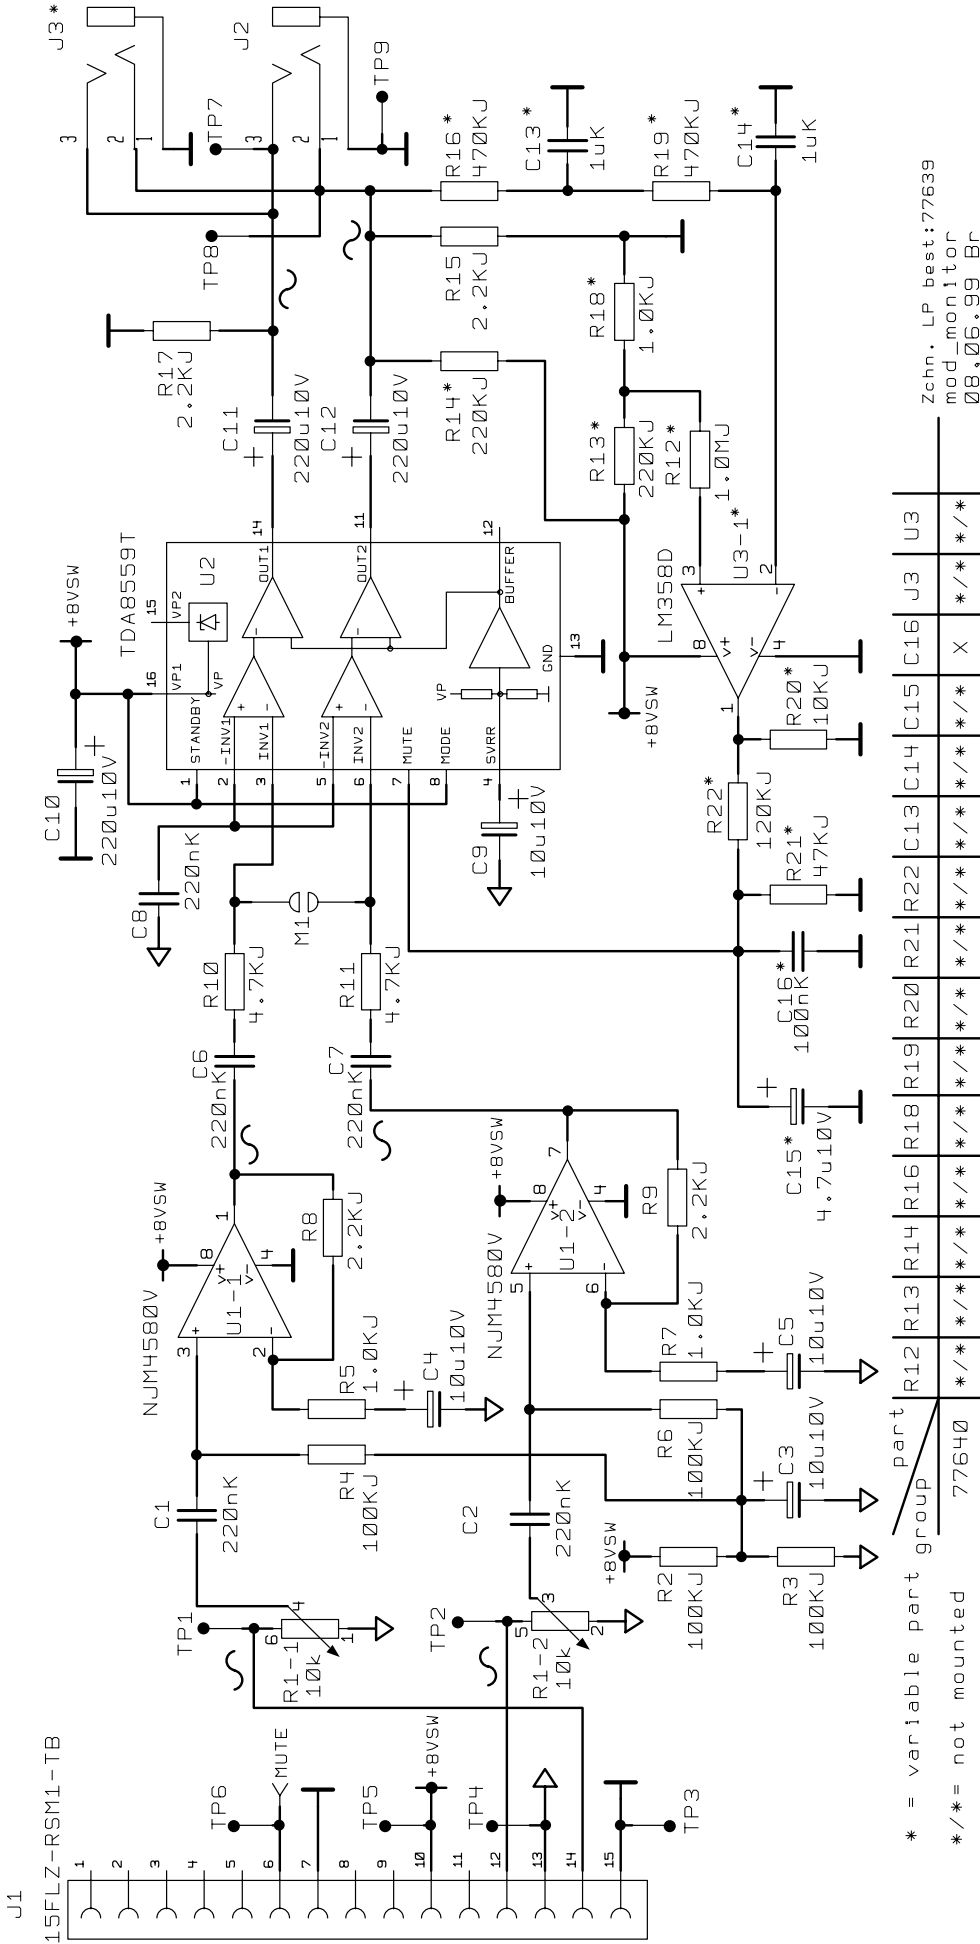 J1
15FLZ-RSM1-TB
1
2
3
4
5
6
7
8
9
10
11
12
13
14
15
TP6
MUTE
TP5
+8VSW
TP4
TP3
TP1
6
4
1
R1-1
10k
TP2
5
3
2
R1-2
10k
C1
220nK
C2
220nK
R4
100KJ
+8VSW
R2
100KJ
R3
100KJ
R6
100KJ
C3
10u10V
NJM4580V
+8VSW
3
2
1
8
4
V+
V-
U1-1
R8
2.2KJ
R5
1.0KJ
C4
10u10V
NJM4580V
+8VSW
5
6
7
8
4
V+
V-
U1-2
R9
2.2KJ
R7
1.0KJ
C5
10u10V
C6
220nK
C7
220nK
R10
4.7KJ
R11
4.7KJ
M1
C8
220nK
C10
220u10V
+8VSW
C9
10u10V
TDA8559T
U2
16
VP1
15
VP2
VP
1
STANDBY
2
-INV1
3
INV1
5
-INV2
6
INV2
7
MUTE
8
MODE
4
SVRR
14
OUT1
11
OUT2
12
BUFFER
13
GND
VP
C11
220u10V
C12
220u10V
R17
2.2KJ
TP8
TP7
J3*
3
2
1
J2
3
2
1
TP9
R14*
220KJ
R15
2.2KJ
R16*
470KJ
C13*
1uK
R19*
470KJ
C14*
1uK
R18*
1.0KJ
R13*
220KJ
R12*
1.0MJ
+8VSW
LM358D
U3-1*
3
2
1
8
4
V+
V-
R20*
10KJ
R22*
120KJ
R21*
47KJ
C16*
100nK
C15*
4.7u10V
* = variable part
*/*= not mounted
group
part
R12 R13 R14 R16 R18 R19 R20 R21 R22 C13 C14 C15 C16 J3 U3
77640 */* */* */* */* */* */* */* */* */* */* */* */* X */* */*
Zchn. LP best:77639
mod_monitor
08.06.99 Br